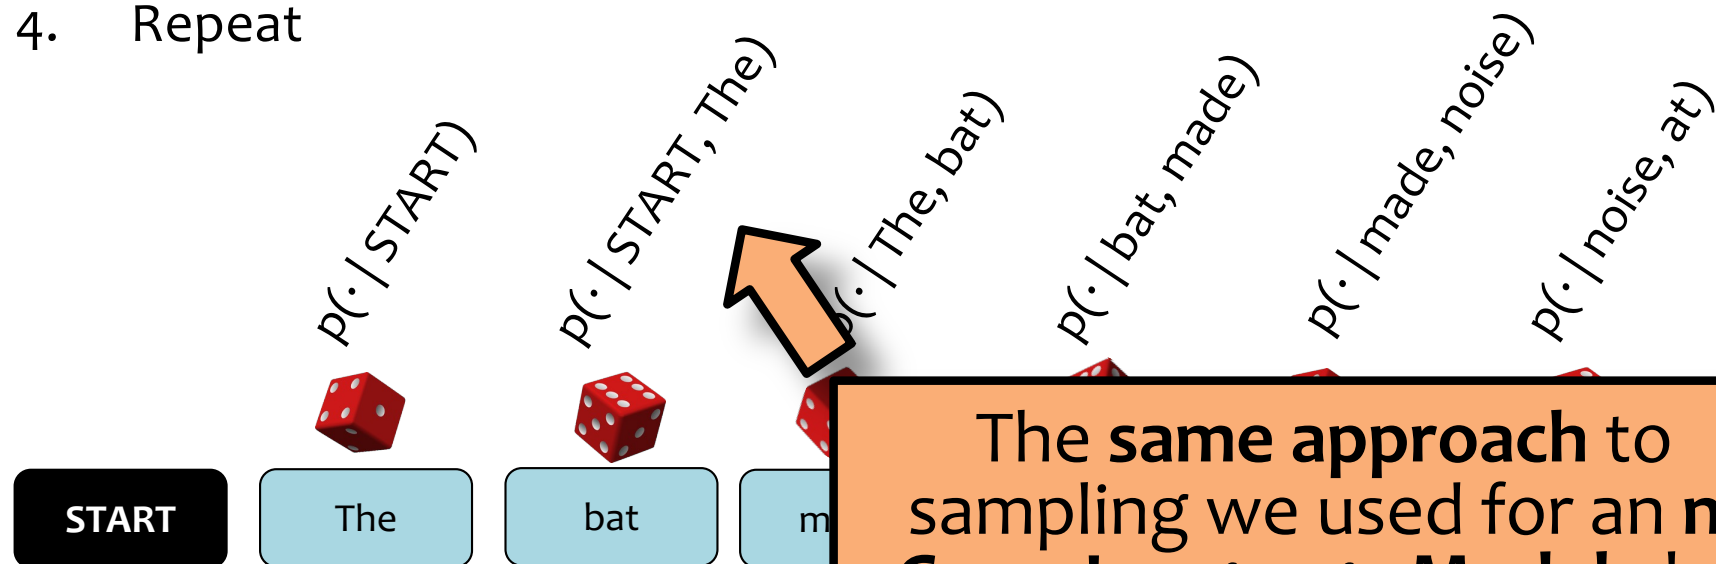 4. Repeat
p(· | START)
p(· | START, The)
p(· | The, bat)
p(· | bat, made)
p(· | made, noise)
p(· | noise, at)
START
The
bat
The same approach to
sampling we used for an